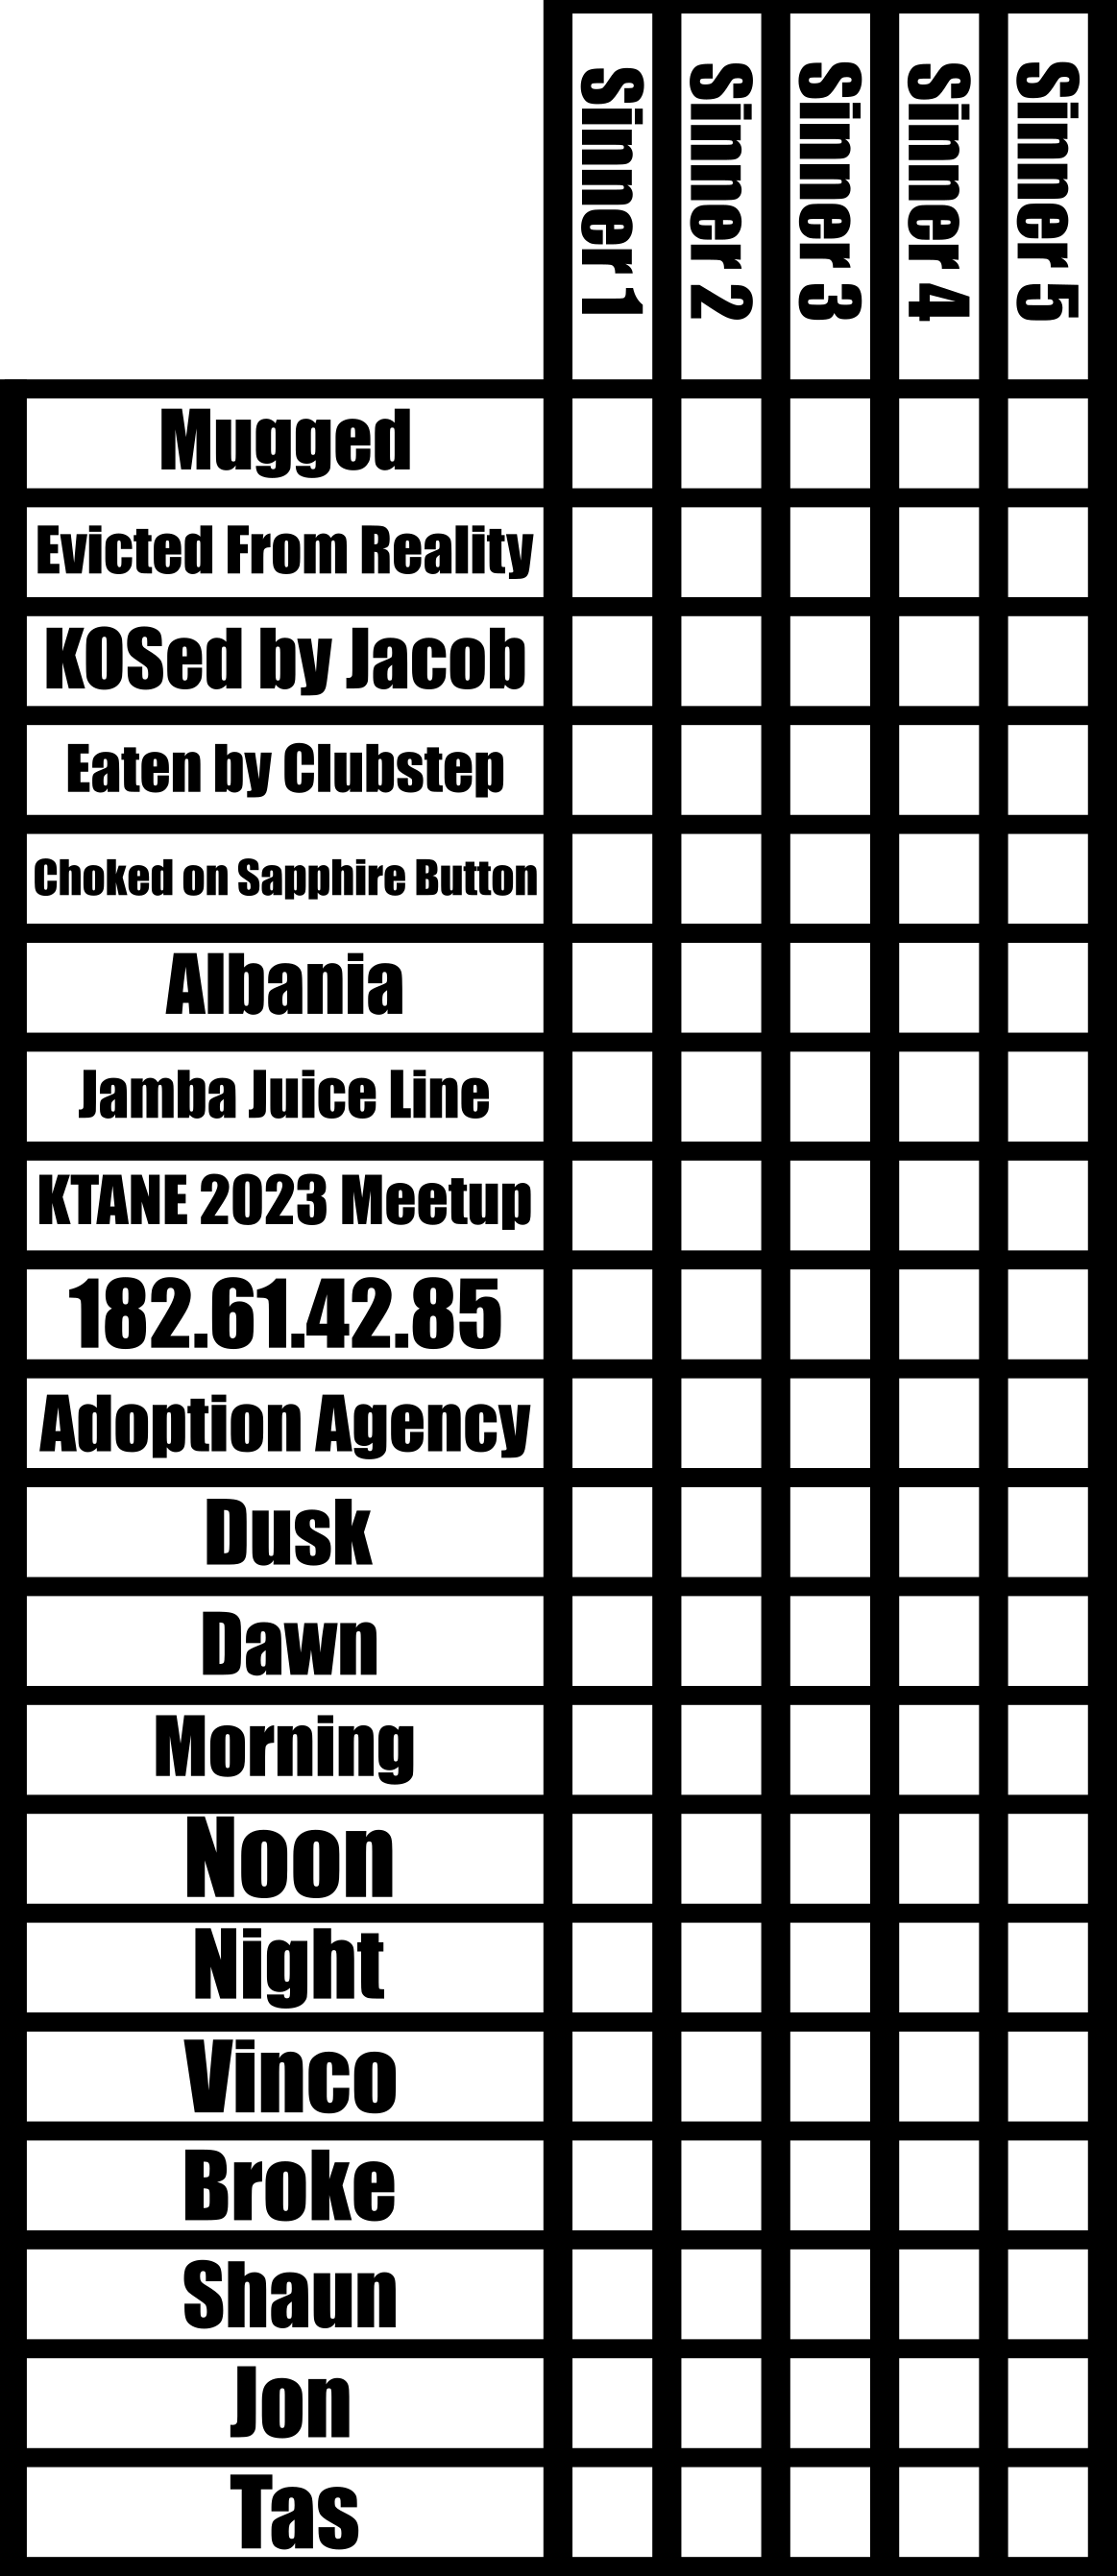 Sinner 1
Sinner 2
Sinner 3
Sinner 4
Sinner 5
Mugged
Evicted From Reality
KOSed by Jacob
Eaten by Clubstep
Choked on Sapphire Button
Albania
Jamba Juice Line
KTANE 2023 Meetup
182.61.42.85
Adoption Agency
Dusk
Dawn
Morning
Noon
Night
Vinco
Broke
Shaun
Jon
Tas